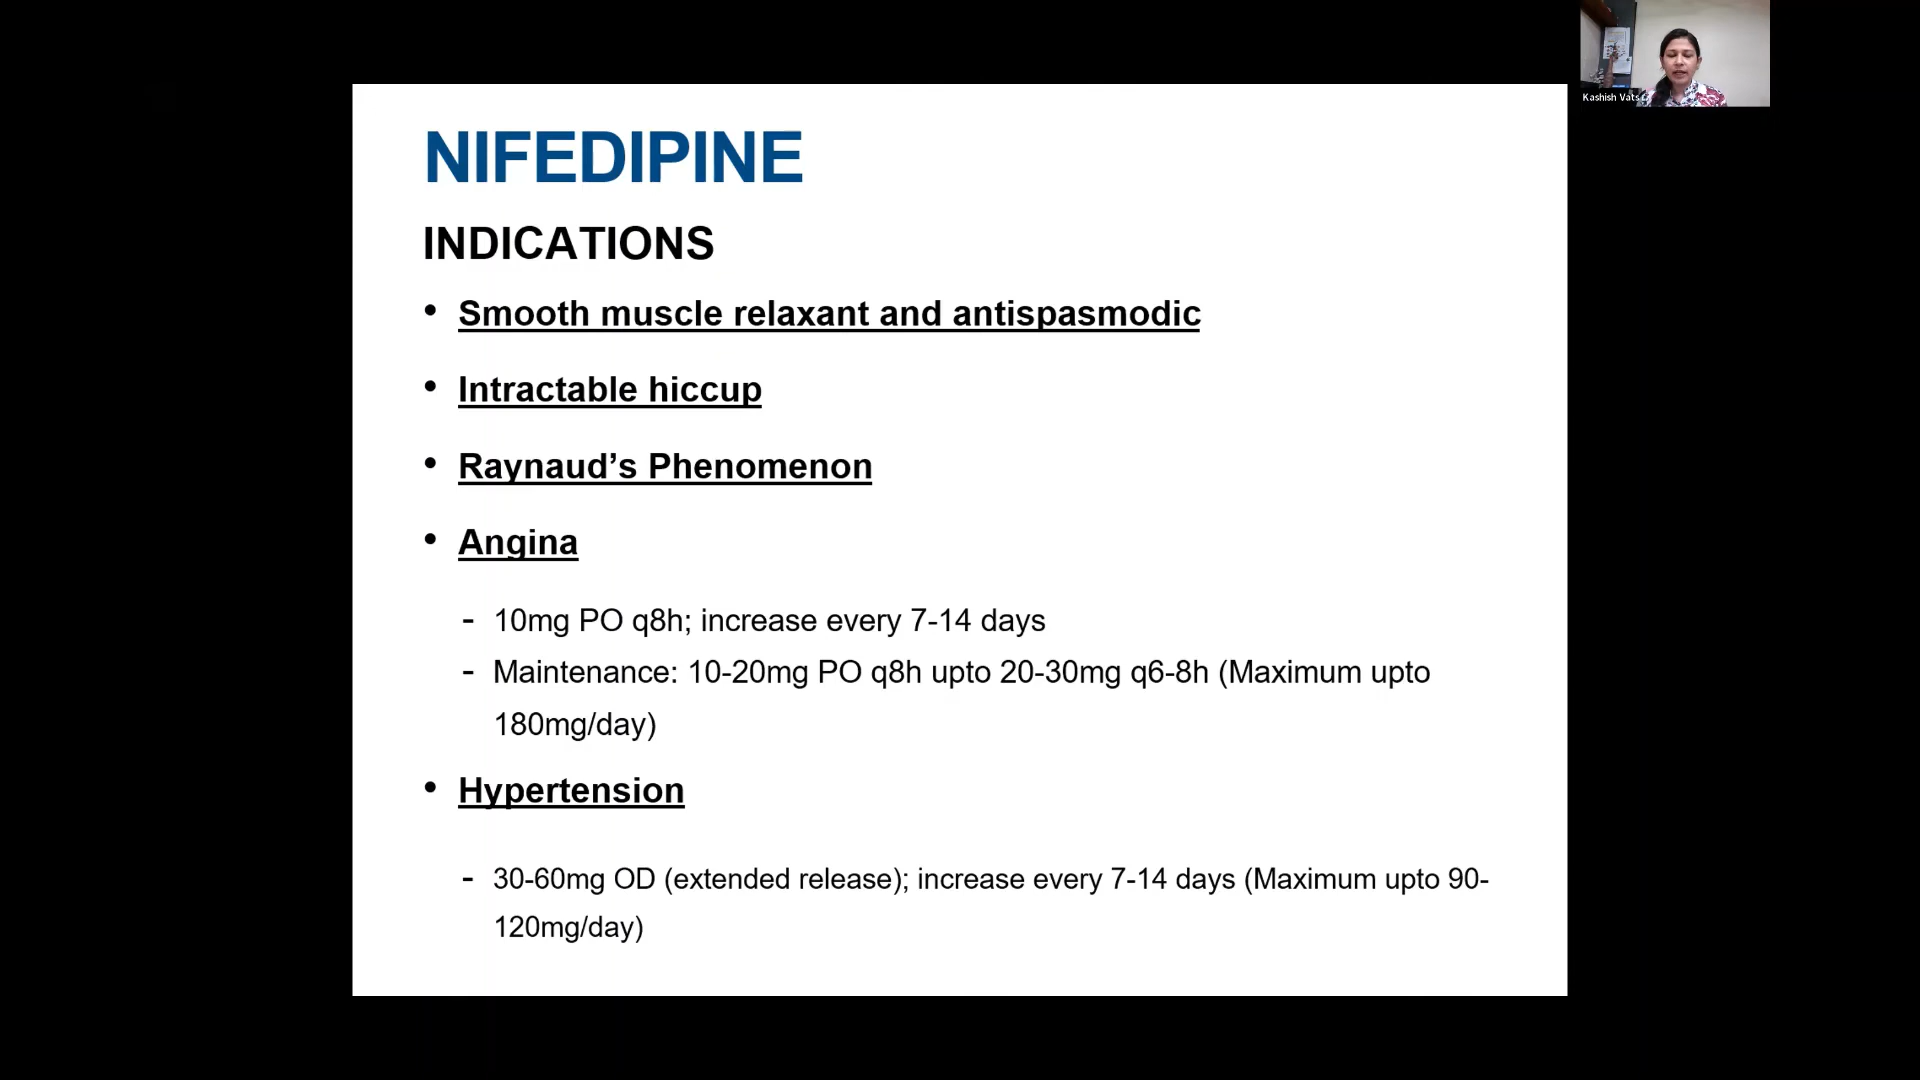 NIFEDIPINE
INDICATIONS
• Smooth muscle relaxant and antispasmodic
• Intractable hiccup
• Raynaud’s Phenomenon
• Angina
- 10mg PO q8h; increase every 7-14 days
- Maintenance: 10-20mg PO q8h upto 20-30mg q6-8h (Maximum upto
180mg/day)
• Hypertension
- 30-60mg OD (extended release); increase every 7-14 days (Maximum upto 90-
120mg/day)
Kashish Vats